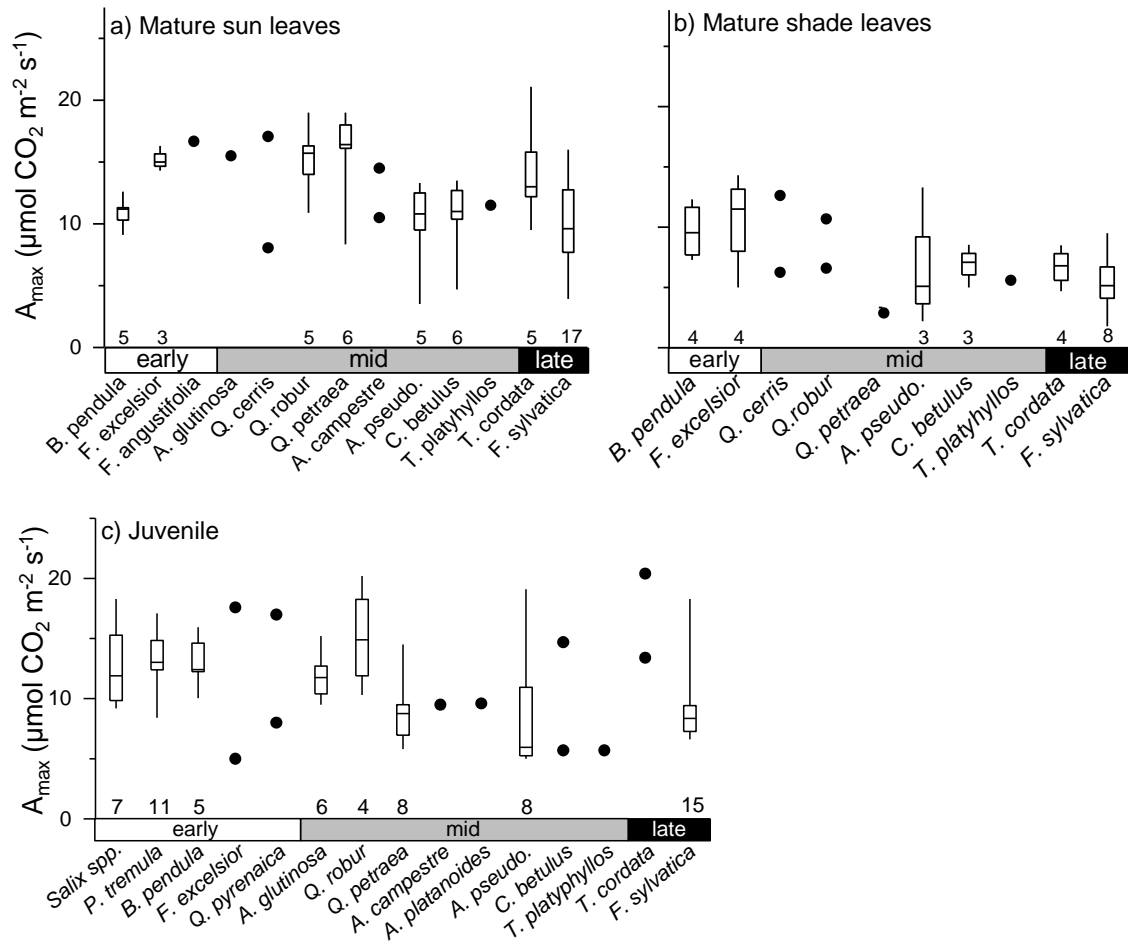 a) Mature sun leaves
A_max (µmol CO₂ m⁻² s⁻¹)
20
10
0
5 3 5 6 5 6 5 17
early mid late
B. pendula
F. excelsior
F. angustifolia
A. glutinosa
Q. cerris
Q. robur
Q. petraea
A. campestre
A. pseudo.
C. betulus
T. platyhyllos
T. cordata
F. sylvatica
b) Mature shade leaves
4 4 3 3 4 8
early mid late
B. pendula
F. excelsior
Q. cerris
Q.robur
Q. petraea
A. pseudo.
C. betulus
T. platyhyllos
T. cordata
F. sylvatica
c) Juvenile
A_max (µmol CO₂ m⁻² s⁻¹)
20
10
0
7 11 5 6 4 8 8 15
early mid late
Salix spp.
P. tremula
B. pendula
F. excelsior
Q. pyrenaica
A. glutinosa
Q. robur
Q. petraea
A. campestre
A. platanoides
A. pseudo.
C. betulus
T. platyphyllos
T. cordata
F. sylvatica